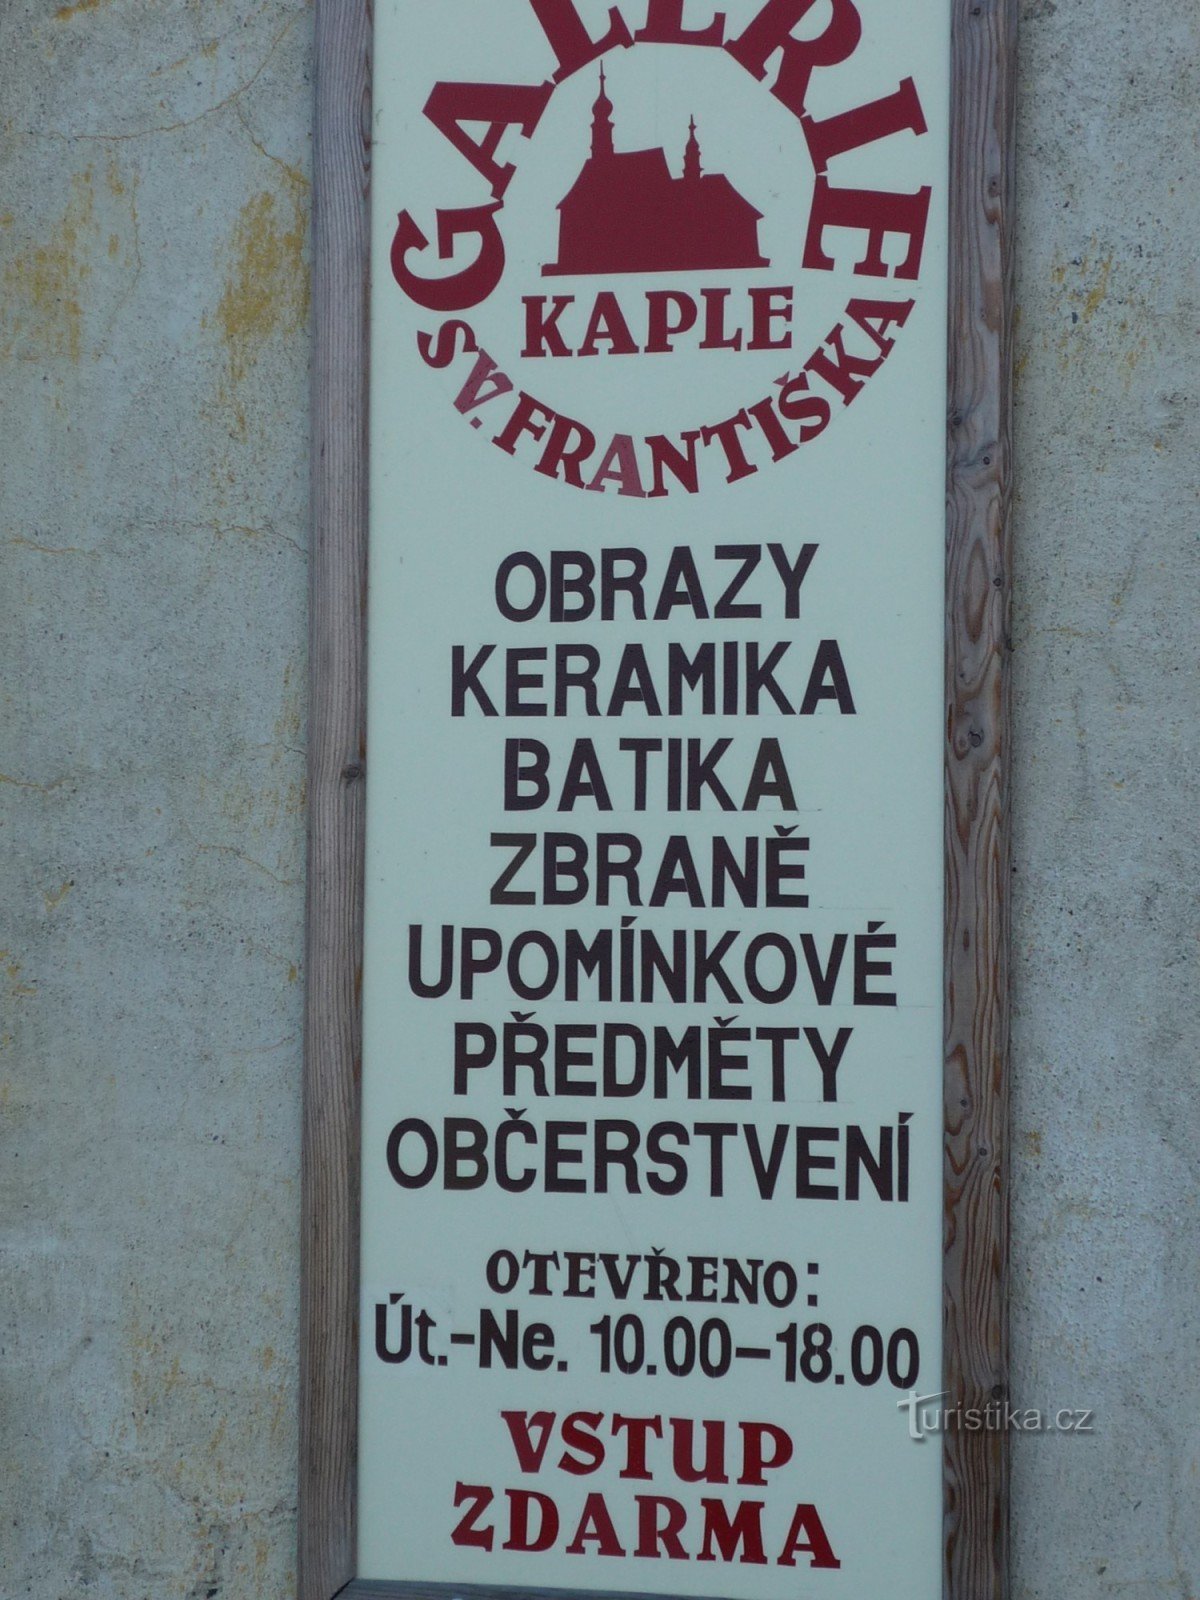 GALLERIE
KAPLE
SV. FRANTIŠKA
OBRAZY
KERAMIKA
BATIKA
ZBRANĚ
UPOMÍNKOVÉ
PŘEDMĚTY
OBČERSTVENÍ
OTEVŘENO:
Út.-Ne. 10.00–18.00
VSTUP
ZDARMA
Turistika.cz